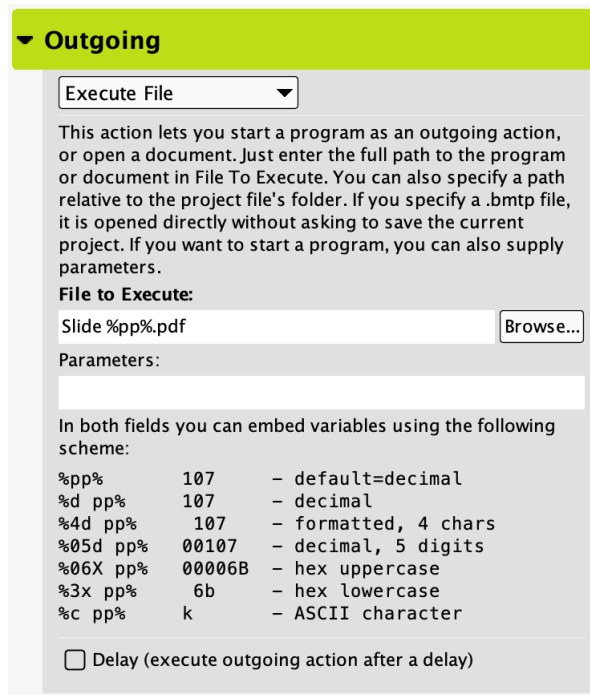 Outgoing
Execute File
This action lets you start a program as an outgoing action,
or open a document. Just enter the full path to the program
or document in File To Execute. You can also specify a path
relative to the project file's folder. If you specify a .bmtp file,
it is opened directly without asking to save the current
project. If you want to start a program, you can also supply
parameters.
File to Execute:
Slide %pp%.pdf Browse...
Parameters:
In both fields you can embed variables using the following
scheme:
%pp% 107 – default=decimal
%d pp% 107 – decimal
%4d pp% 107 – formatted, 4 chars
%05d pp% 00107 – decimal, 5 digits
%06X pp% 00006B – hex uppercase
%3x pp% 6b – hex lowercase
%c pp% k – ASCII character
Delay (execute outgoing action after a delay)